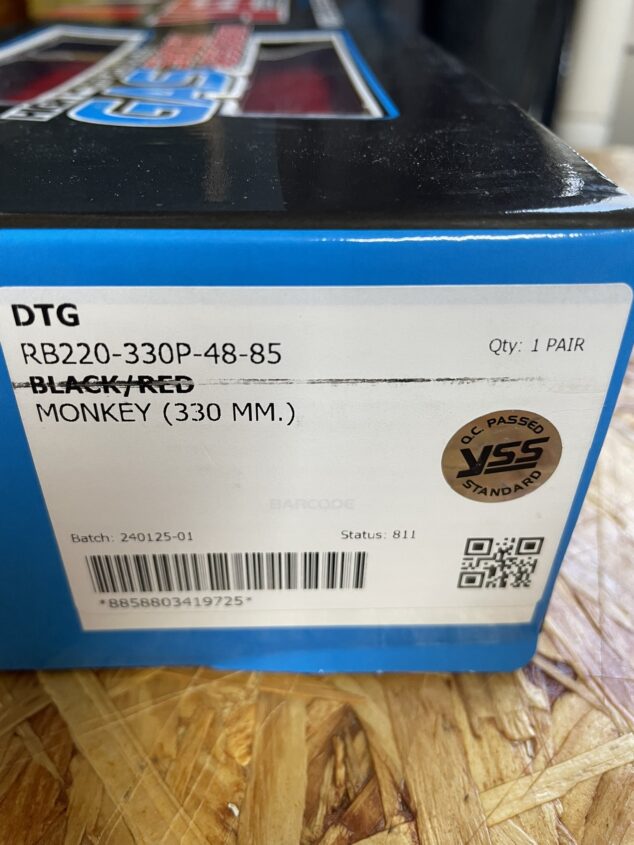 GAS
DTG
RB220-330P-48-85
Qty: 1 PAIR
BLACK/RED
MONKEY (330 MM.)
Q.C. PASSED
YSS
STANDARD
BARCODE
Batch: 240125-01
Status: 811
*8858803419725*